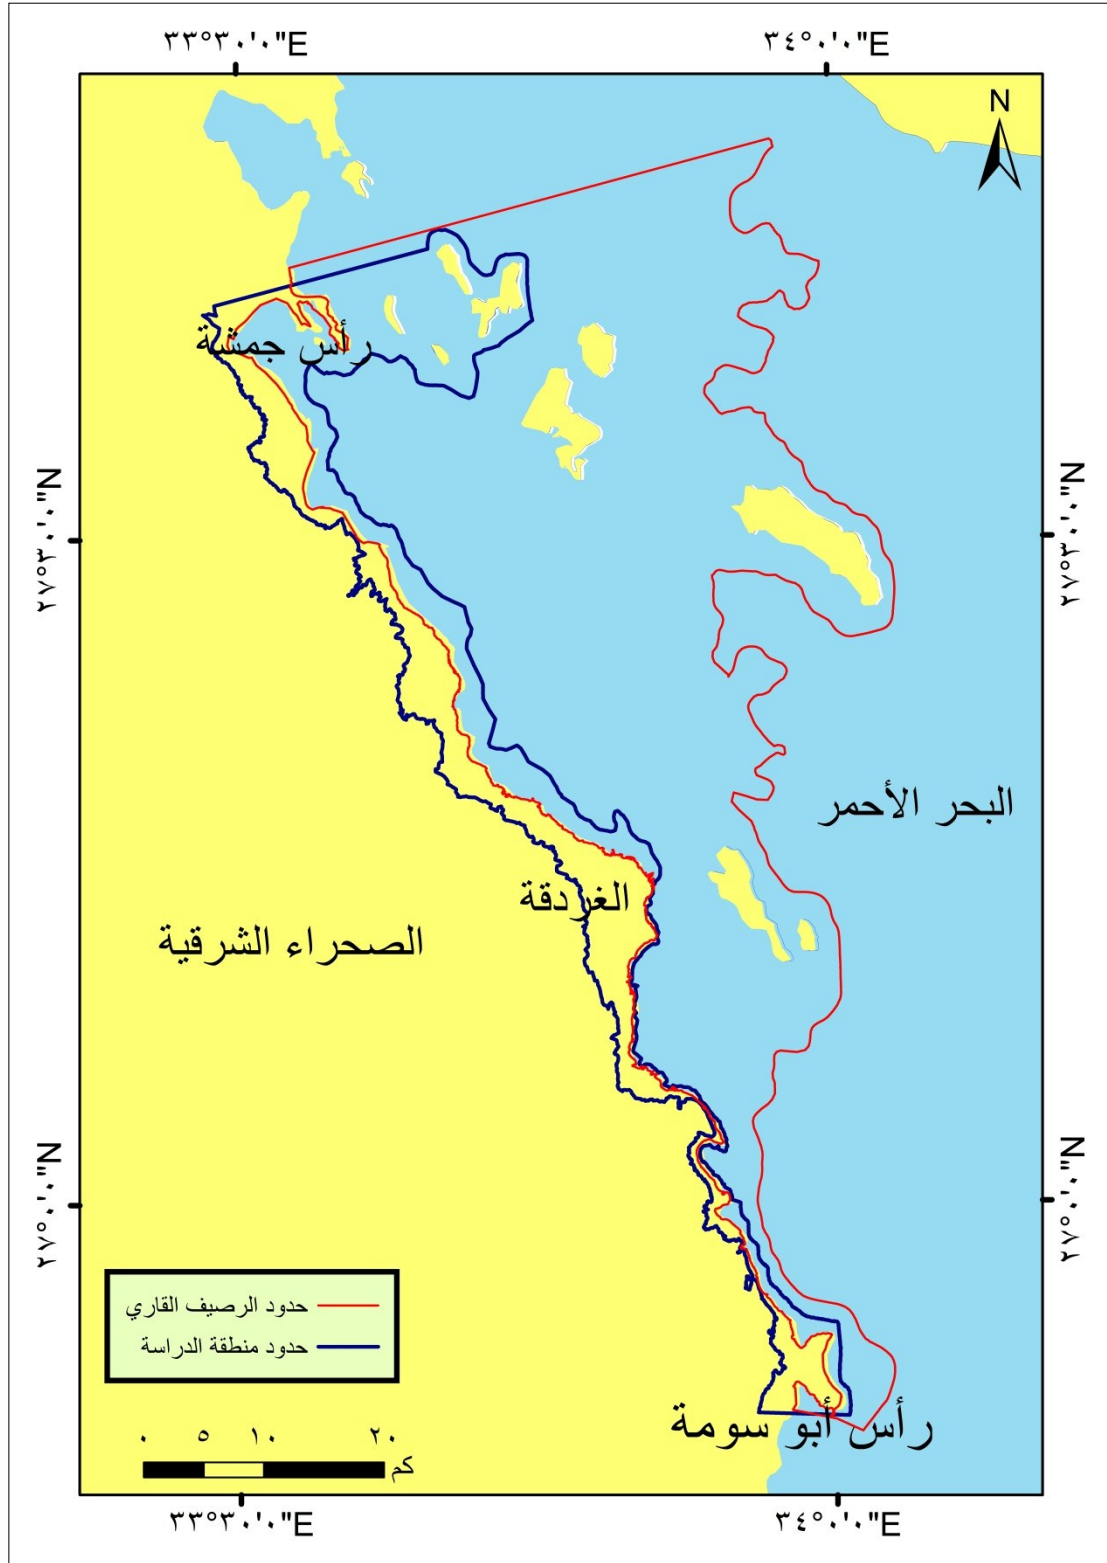 ٣٣°٣٠'٠"E
٣٤°٠'٠"E
N
رأس جمشة
٢٧°٣٠'٠"N
٢٧°٣٠'٠"N
البحر الأحمر
الغردقة
الصحراء الشرقية
٢٧°٠'٠"N
٢٧°٠'٠"N
حدود الرصيف القاري
حدود منطقة الدراسة
رأس أبو سومة
٠ ٥ ١٠ ٢٠
كم
٣٣°٣٠'٠"E
٣٤°٠'٠"E